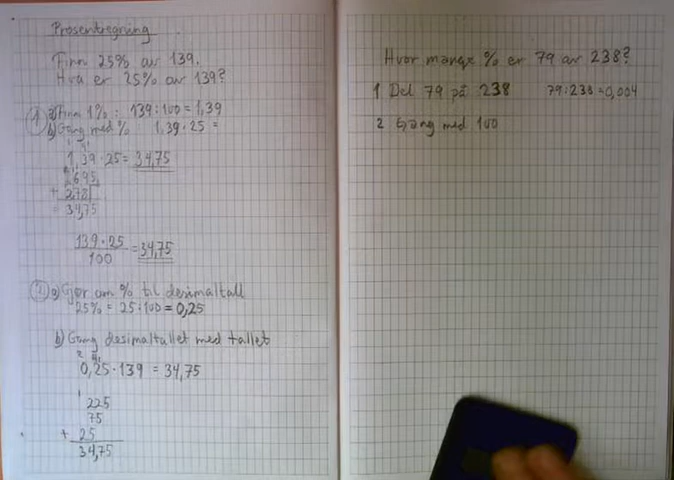 Prosentregning
Finn 25% av 139.
Hva er 25% av 139?
① a) Finn 1%: 139:100 = 1,39
b) Gang med %: 1,39 · 25 =
1,39 · 25 = 34,75
+ 278
= 34,75
139 · 25
100
= 34,75
a) Gjør om % til desimaltall
25% = 25:100 = 0,25
b) Gang desimaltallet med tallet
0,25 · 139 = 34,75
1
225
75
+ 25
34,75
Hvor mange % er 79 av 238?
1 Del 79 på 238 79:238 = 0,004
2 Gang med 100